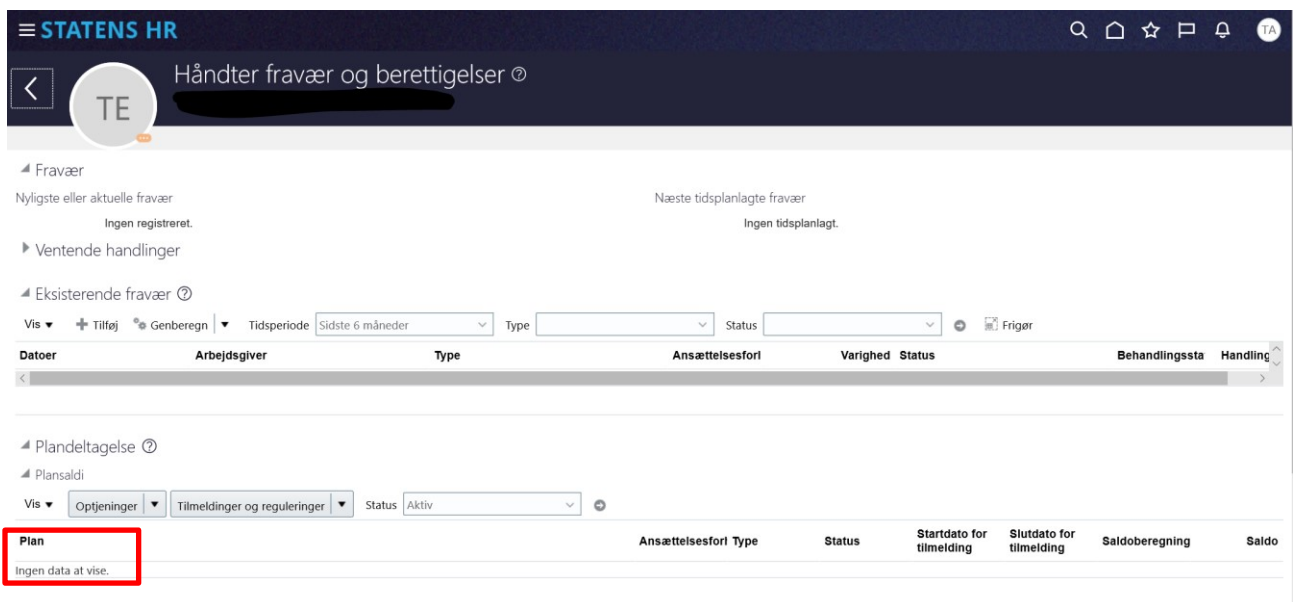 STATENS HR
TA
Håndter fravær og berettigelser
TE
Fravær
Nyligste eller aktuelle fravær Næste tidsplanlagte fravær
Ingen registreret. Ingen tidsplanlagt.
Ventende handlinger
Eksisterende fravær
Vis Tilføj Genberegn Tidsperiode Sidste 6 måneder Type Status Frigør
Datoer Arbejdsgiver Type Ansættelsesforl Varighed Status Behandlingssta Handling
Plandeltagelse
Plansaldi
Vis Optjeninger Tilmeldinger og reguleringer Status Aktiv
Plan Ansættelsesforl Type Status Startdato for tilmelding Slutdato for tilmelding Saldoberegning Saldo
Ingen data at vise.